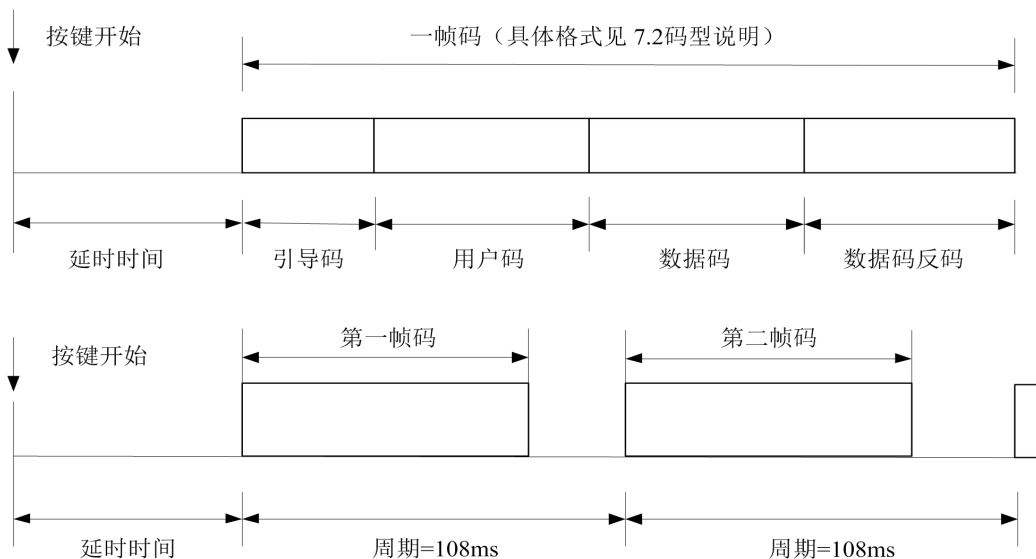 按键开始
一帧码（具体格式见 7.2码型说明）
延时时间
引导码
用户码
数据码
数据码反码
按键开始
第一帧码
第二帧码
延时时间
周期=108ms
周期=108ms